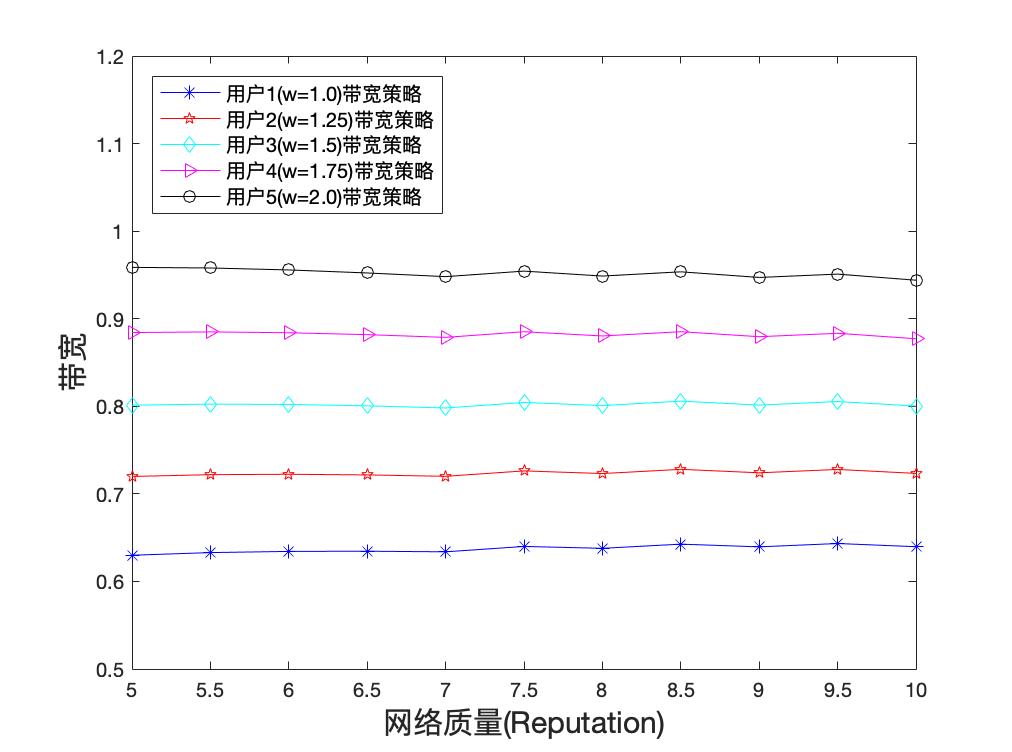 1.2
1.1
1
0.9
0.8
0.7
0.6
0.5
带宽
用户1(w=1.0)带宽策略
用户2(w=1.25)带宽策略
用户3(w=1.5)带宽策略
用户4(w=1.75)带宽策略
用户5(w=2.0)带宽策略
5 5.5 6 6.5 7 7.5 8 8.5 9 9.5 10
网络质量(Reputation)